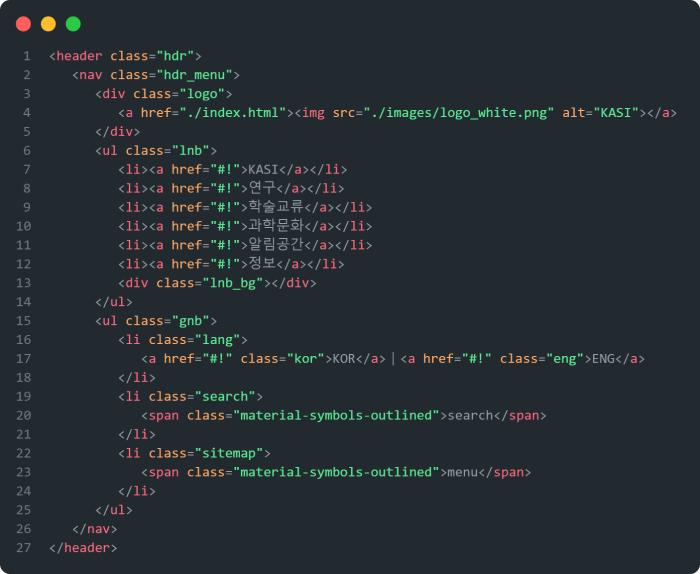 1 <header class="hdr">
2 <nav class="hdr_menu">
3 <div class="logo">
4 <a href="./index.html"><img src="./images/logo_white.png" alt="KASI"></a>
5 </div>
6 <ul class="lnb">
7 <li><a href="#!">KASI</a></li>
8 <li><a href="#!">연구</a></li>
9 <li><a href="#!">학술교류</a></li>
10 <li><a href="#!">과학문화</a></li>
11 <li><a href="#!">알림공간</a></li>
12 <li><a href="#!">정보</a></li>
13 <div class="lnb_bg"></div>
14 </ul>
15 <ul class="gnb">
16 <li class="lang">
17 <a href="#!" class="kor">KOR</a>|<a href="#!" class="eng">ENG</a>
18 </li>
19 <li class="search">
20 <span class="material-symbols-outlined">search</span>
21 </li>
22 <li class="sitemap">
23 <span class="material-symbols-outlined">menu</span>
24 </li>
25 </ul>
26 </nav>
27 </header>